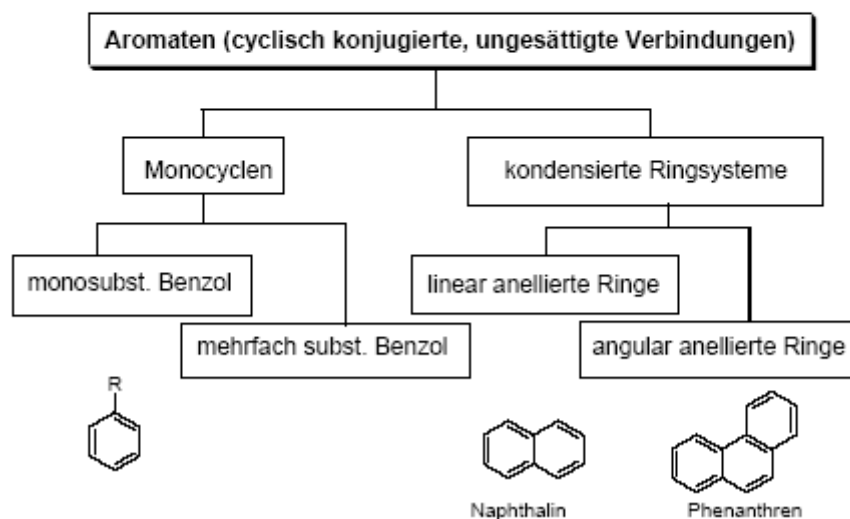 Aromaten (cyclisch konjugierte, ungesättigte Verbindungen)
Monocyclen
kondensierte Ringsysteme
monosubst. Benzol
linear anellierte Ringe
mehrfach subst. Benzol
angular anellierte Ringe
R
Naphthalin
Phenanthren